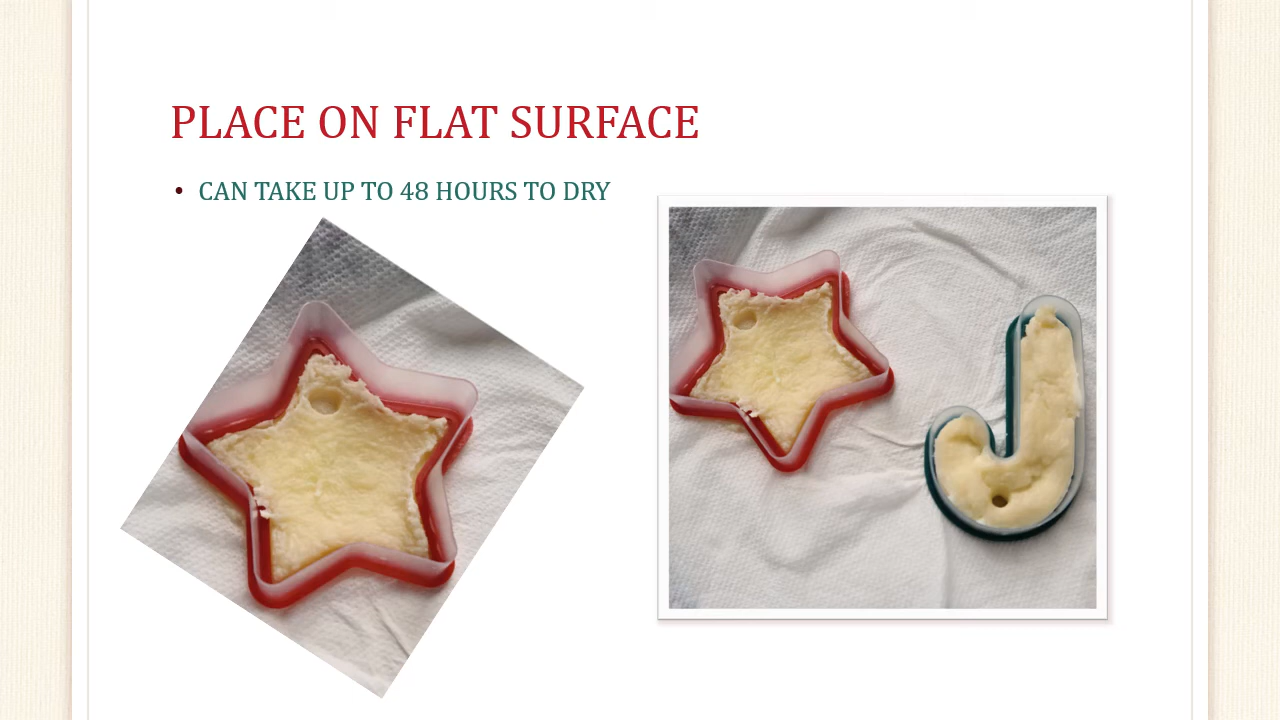 PLACE ON FLAT SURFACE
• CAN TAKE UP TO 48 HOURS TO DRY